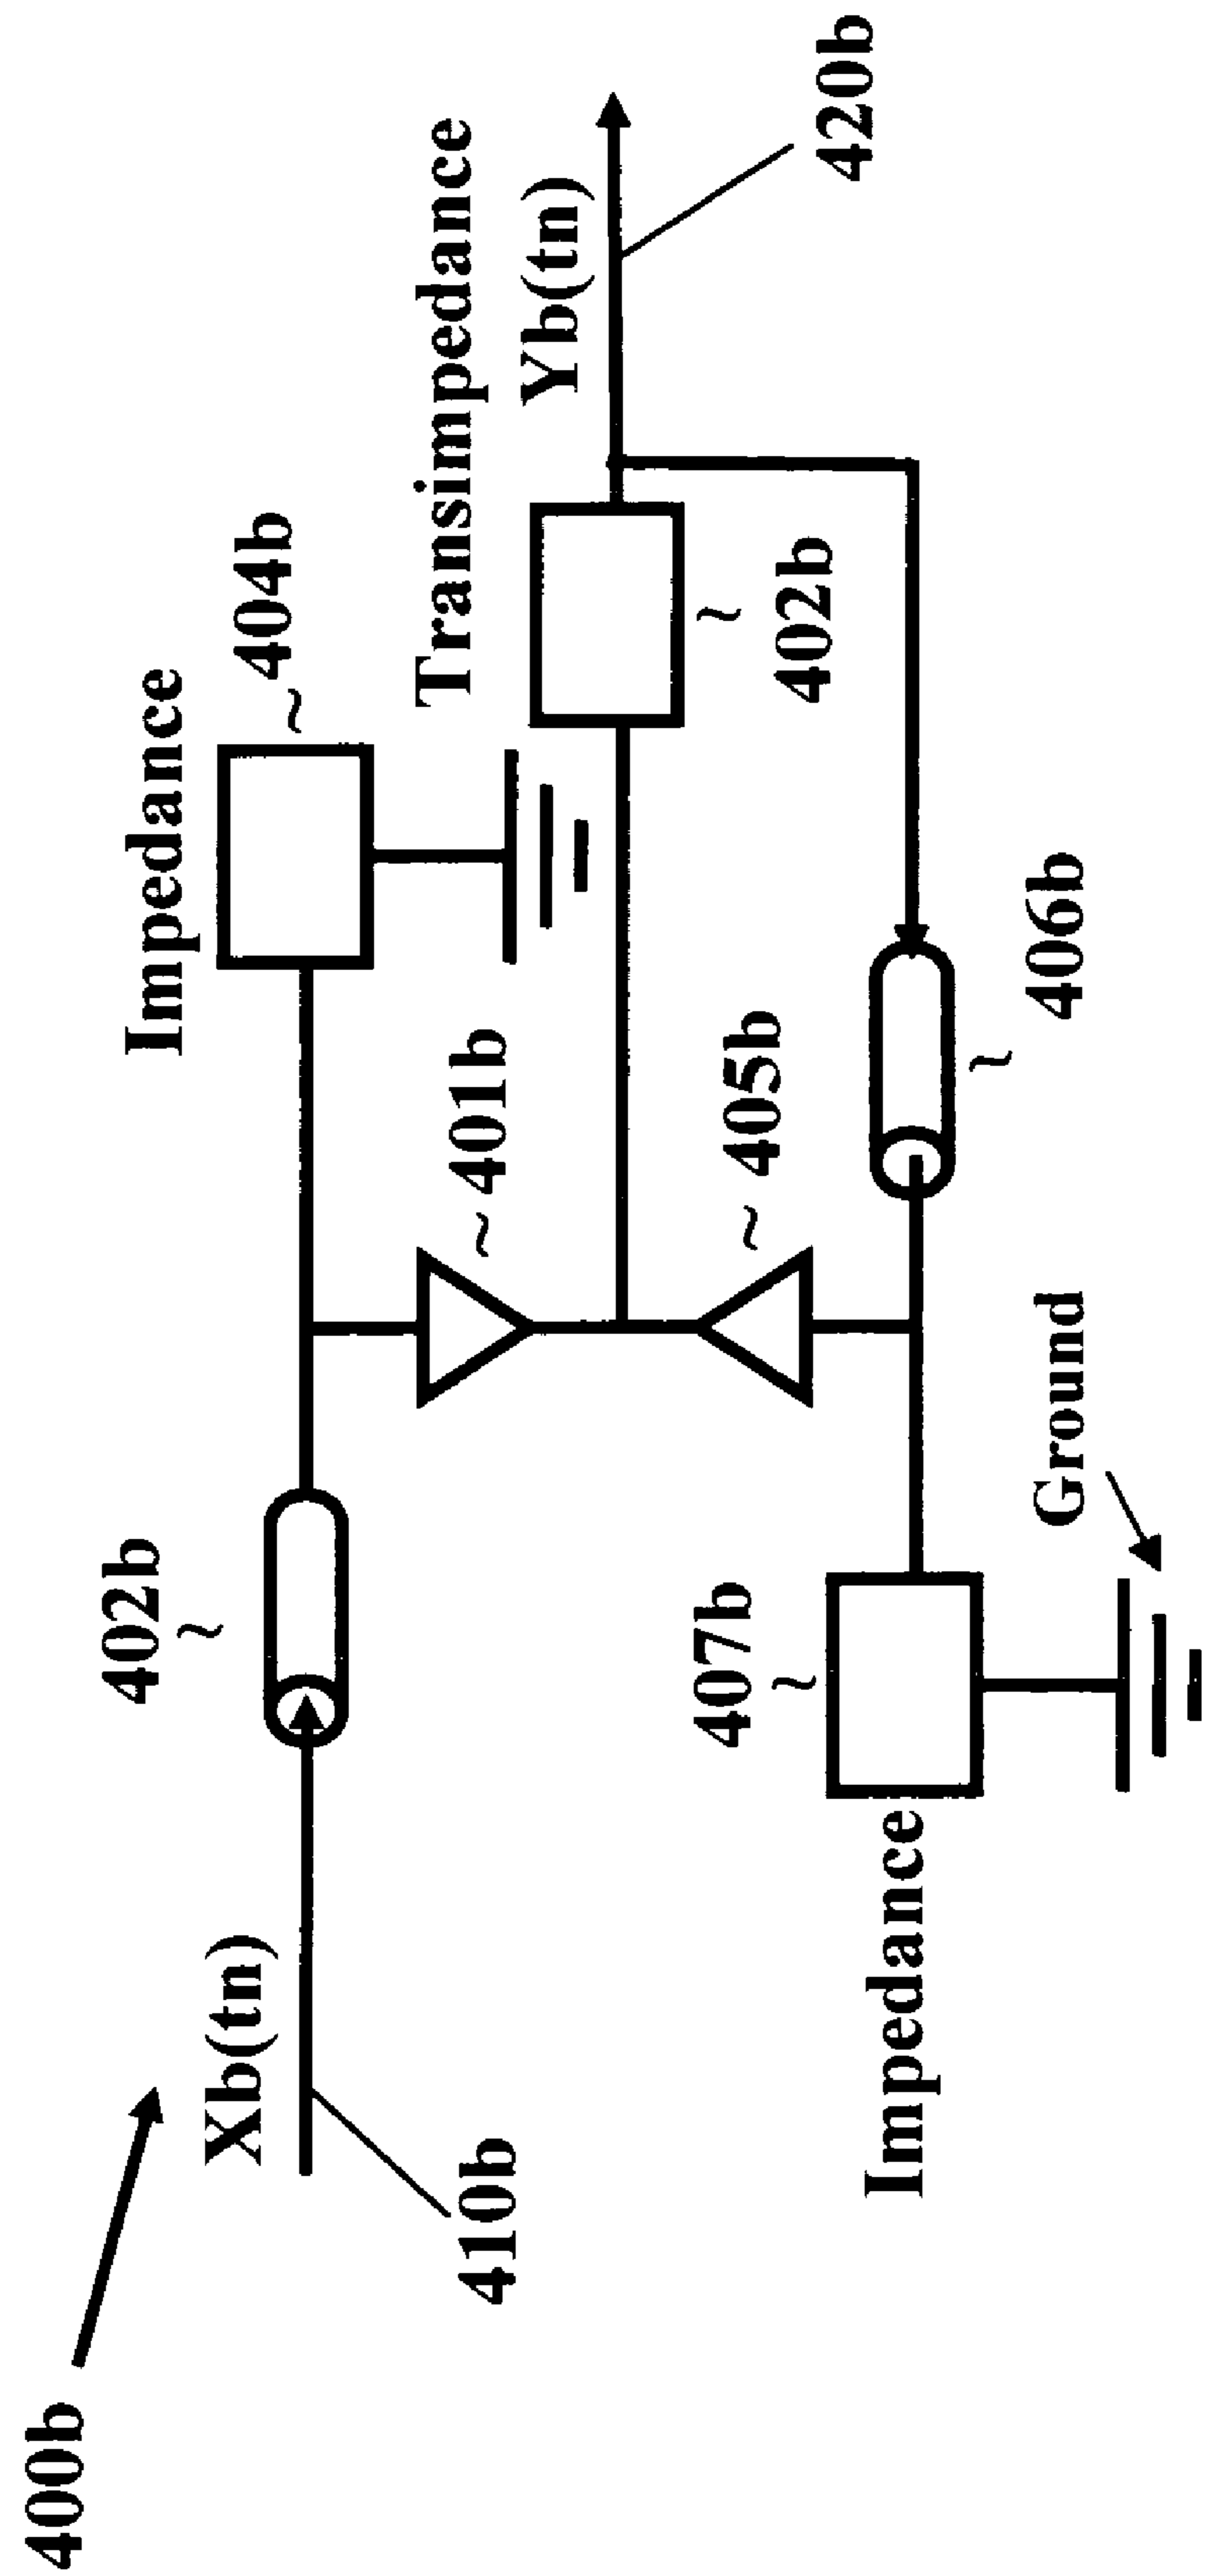 400b
Xb(tn)
410b
402b
Impedance
404b
401b
Transimpedance
Yb(tn)
402b
420b
405b
407b
406b
Impedance
Ground